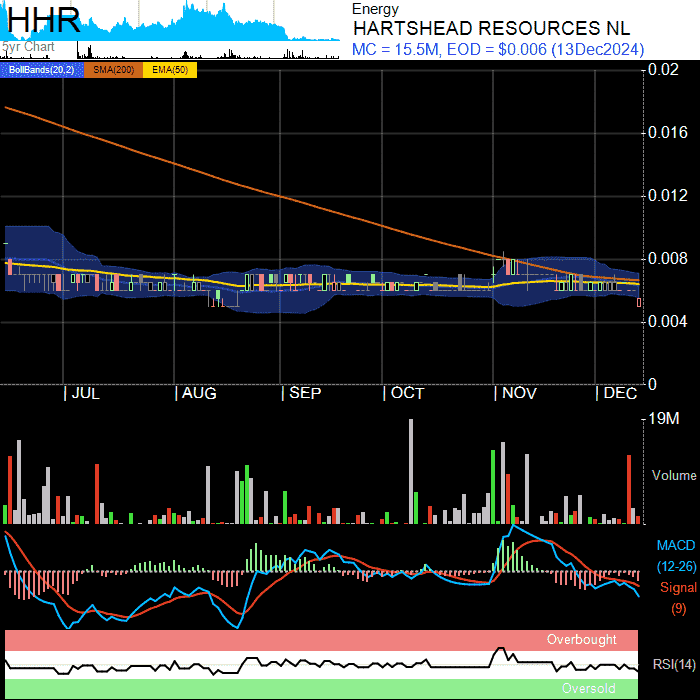 HHR
5yr Chart
Energy
HARTSHEAD RESOURCES NL
MC = 15.5M, EOD = $0.006 (13Dec2024)
BollBands(20,2) SMA(200) EMA(50)
0.02
0.016
0.012
0.008
0.004
0
JUL AUG SEP OCT NOV DEC
19M
Volume
MACD
(12-26)
Signal
(9)
Overbought
RSI(14)
Oversold